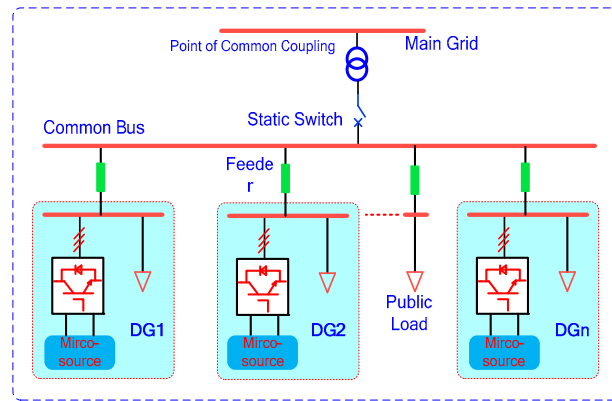 Point of Common Coupling
Main Grid
Static Switch
Common Bus
Feede
r
DG1
Mirco-
source
DG2
Mirco-
source
Public
Load
DGn
Mirco-
source